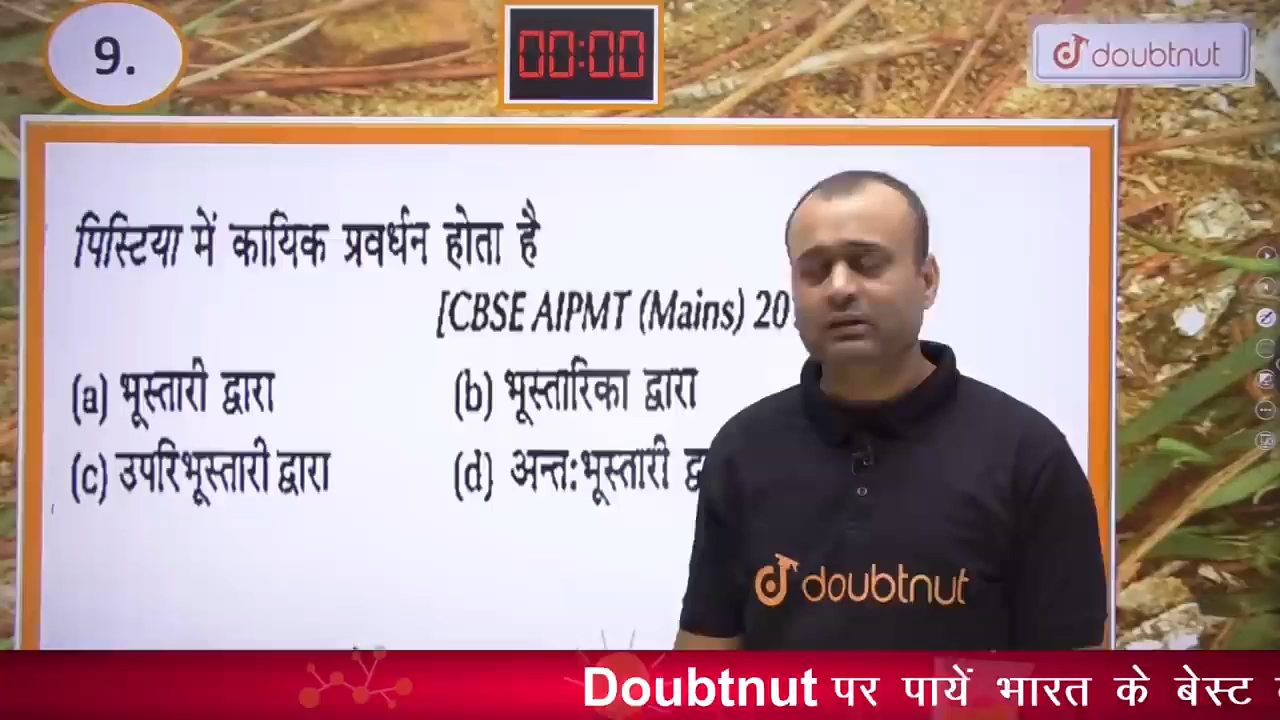 9.
00:00
doubtnut
पिस्टिया में कायिक प्रवर्धन होता है
[CBSE AIPMT (Mains) 20
(a) भूस्तारी द्वारा
(b) भूस्तारिका द्वारा
(c) उपरिभूस्तारी द्वारा
(d) अन्त:भूस्तारी
doubtnut
Doubtnut पर पायें भारत के बेस्ट